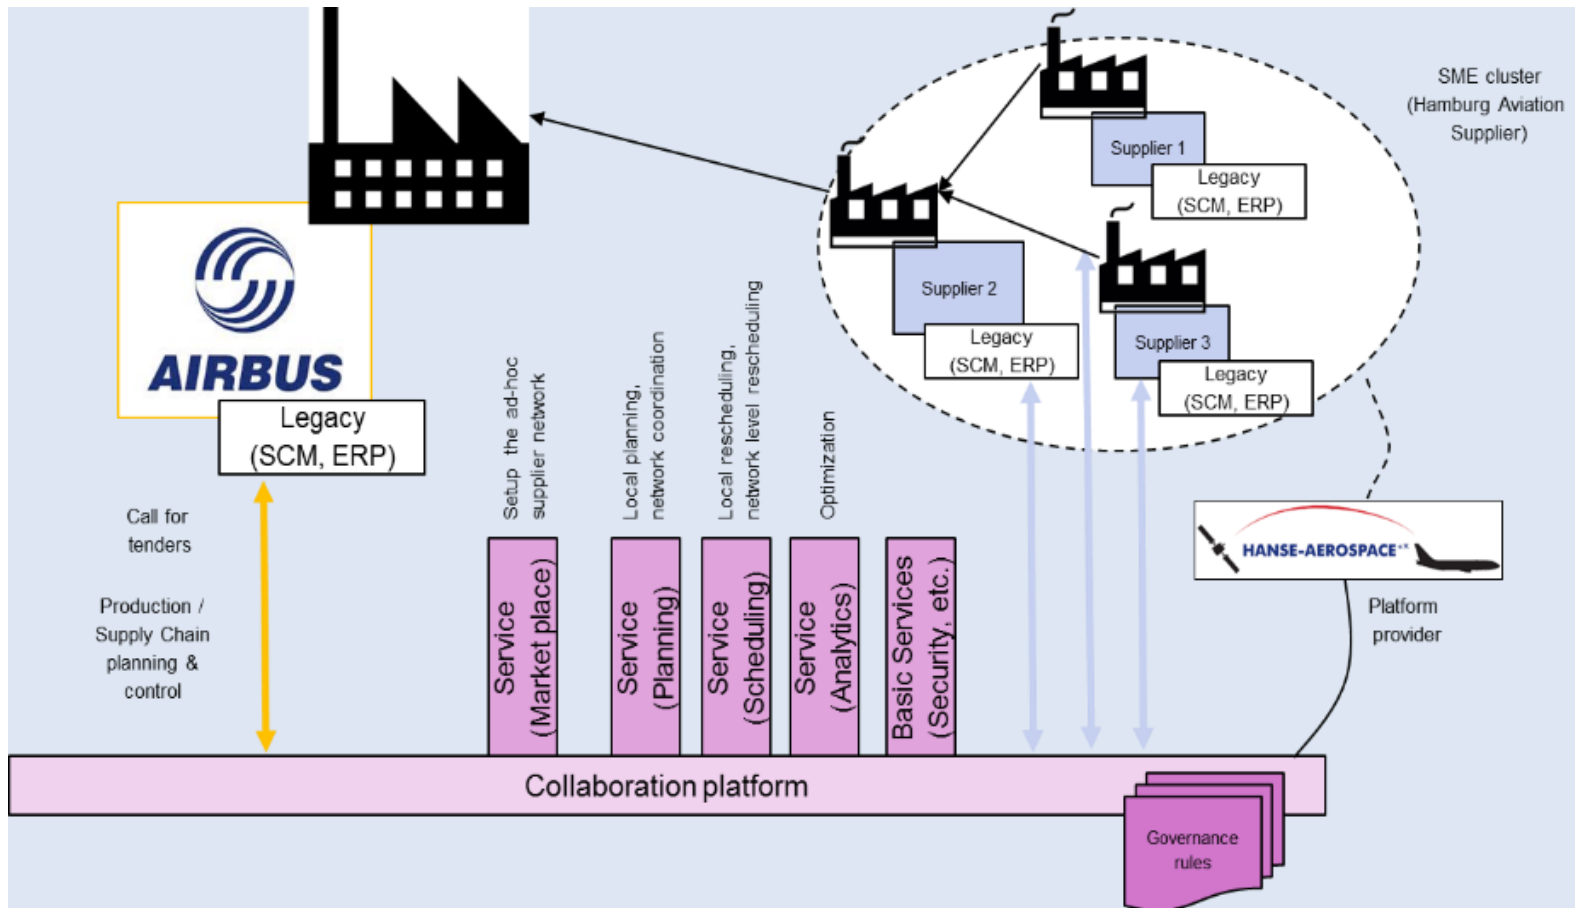 SME cluster
(Hamburg Aviation
Supplier)
Supplier 1
Legacy
(SCM, ERP)
Supplier 2
Legacy
(SCM, ERP)
Supplier 3
Legacy
(SCM, ERP)
AIRBUS
Legacy
(SCM, ERP)
Call for
tenders
Production /
Supply Chain
planning &
control
Setup the ad-hoc
supplier network
Local planning,
network coordination
Local rescheduling,
network level rescheduling
Optimization
Service
(Market place)
Service
(Planning)
Service
(Scheduling)
Service
(Analytics)
Basic Services
(Security, etc.)
HANSE-AEROSPACE
Platform
provider
Collaboration platform
Governance
rules